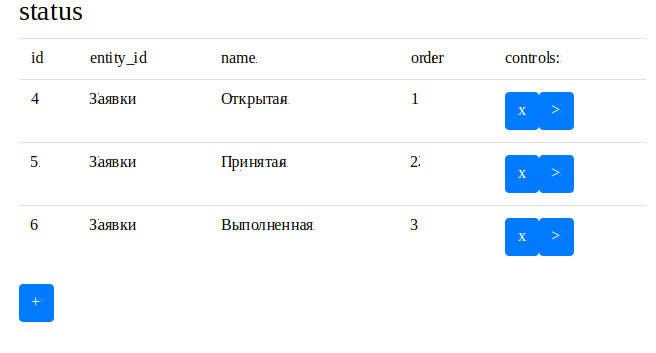 status
id entity_id name order controls:
4 Заявки Открытая 1 x >
5 Заявки Принятая 2 x >
6 Заявки Выполненная 3 x >
+